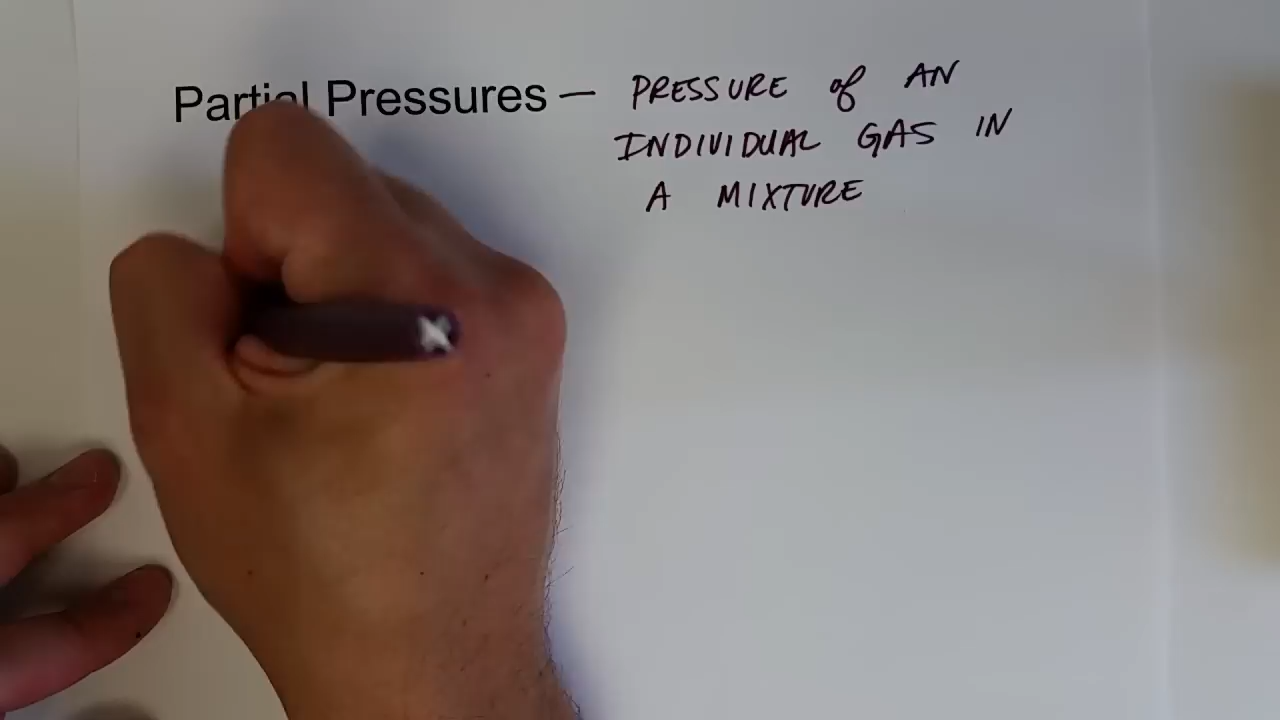 Partial Pressures — PRESSURE of AN
INDIVIDUAL GAS IN
A MIXTURE